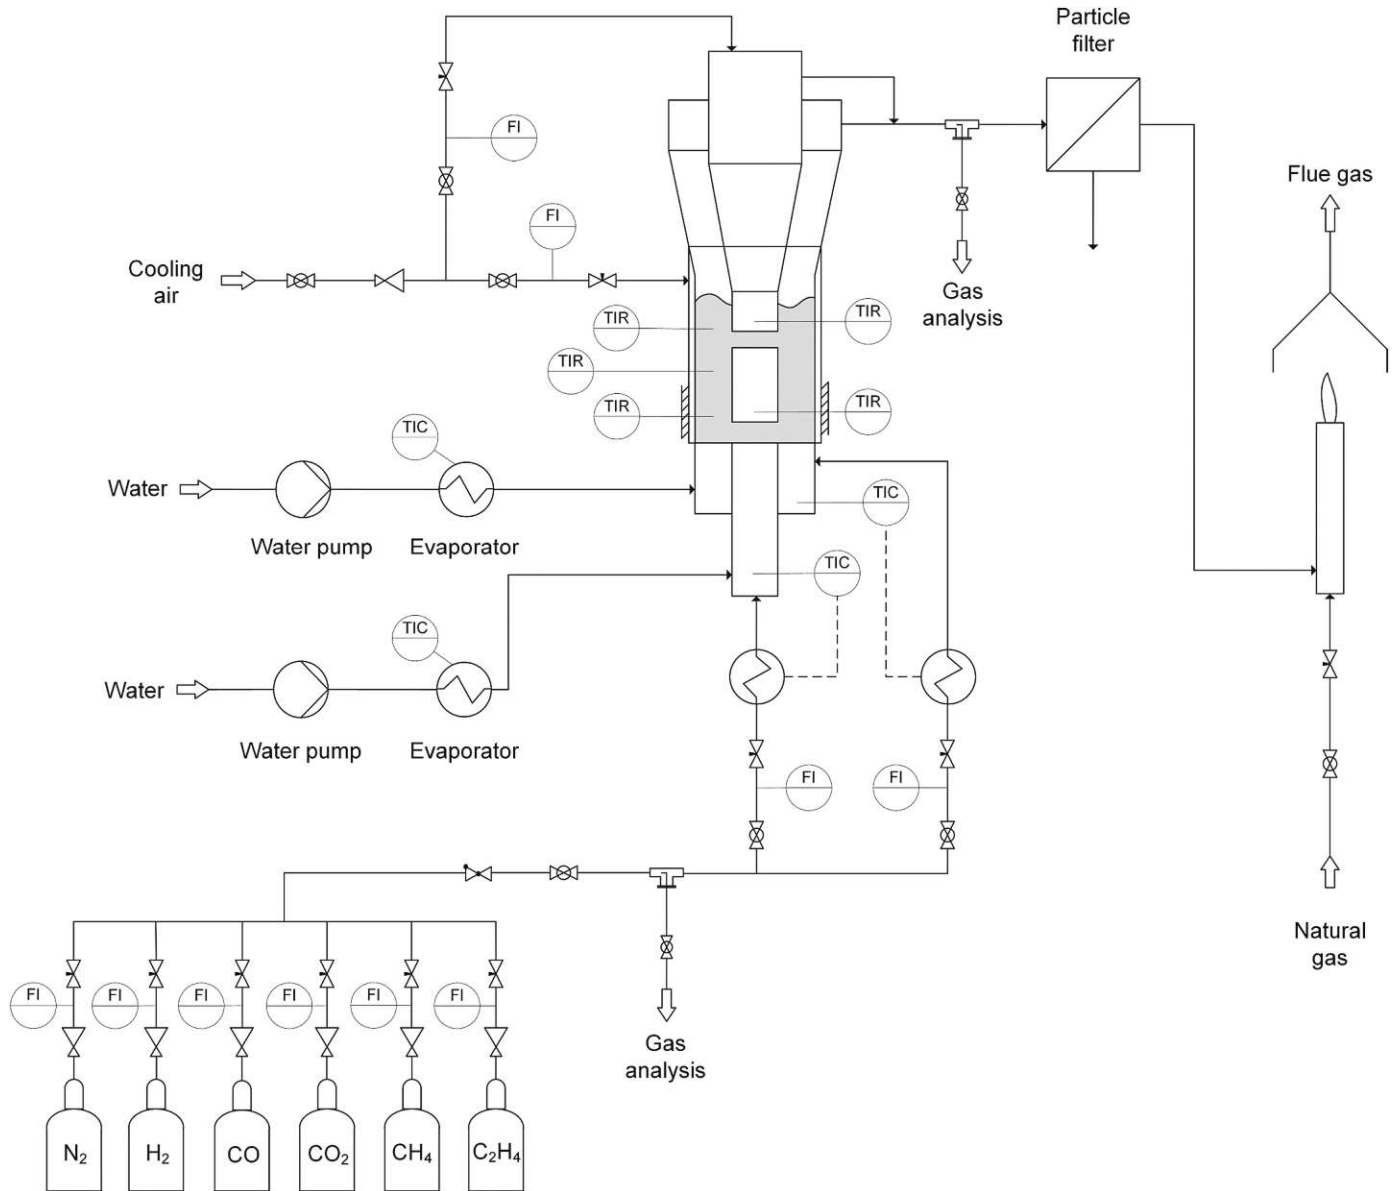 Particle
filter
FI
Flue gas
FI
Cooling
air
Gas
analysis
TIR
TIR
TIR
TIR
TIR
TIC
Water
TIC
Water pump
Evaporator
TIC
TIC
Water
Water pump
Evaporator
FI
FI
Natural
gas
FI
FI
FI
FI
FI
FI
Gas
analysis
N₂
H₂
CO
CO₂
CH₄
C₂H₄